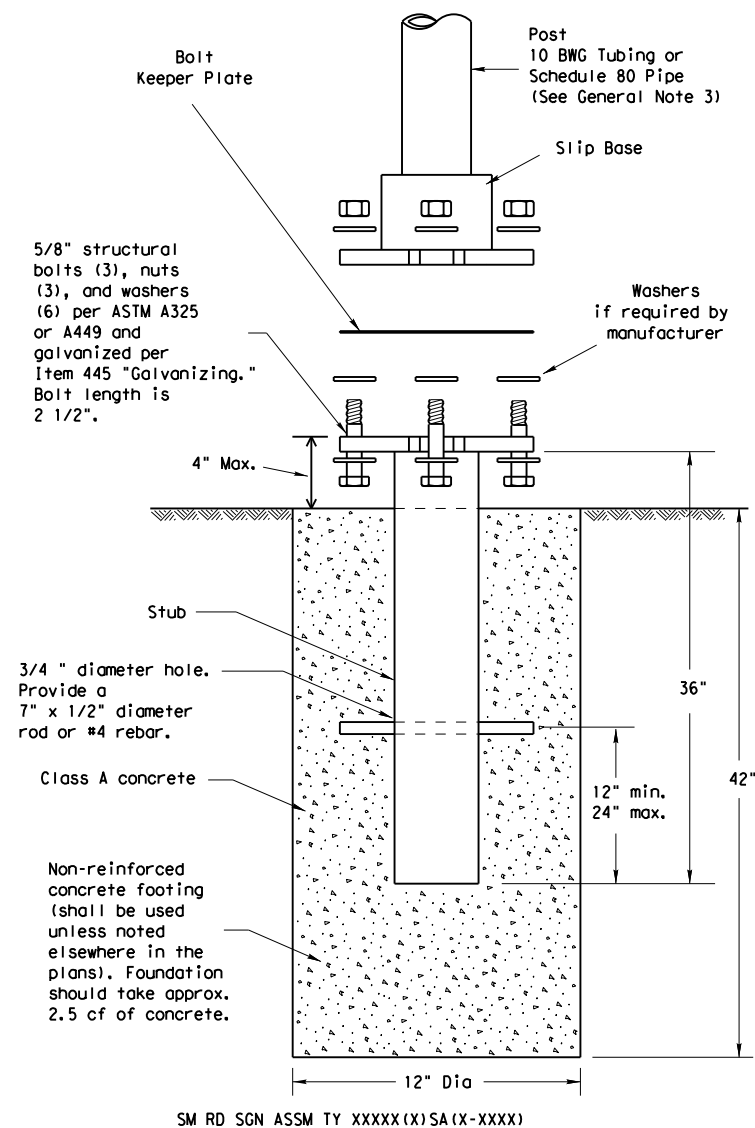 Post
10 BWG Tubing or
Schedule 80 Pipe
(See General Note 3)
Bolt
Keeper Plate
Slip Base
5/8" structural
bolts (3), nuts
(3), and washers
(6) per ASTM A325
or A449 and
galvanized per
Item 445 "Galvanizing."
Bolt length is
2 1/2".
Washers
if required by
manufacturer
4" Max.
Stub
3/4 " diameter hole.
Provide a
7" x 1/2" diameter
rod or #4 rebar.
36"
Class A concrete
12" min.
24" max.
42"
Non-reinforced
concrete footing
(shall be used
unless noted
elsewhere in the
plans). Foundation
should take approx.
2.5 cf of concrete.
12" Dia
SM RD SGN ASSM TY XXXXX(X)SA(X-XXXX)